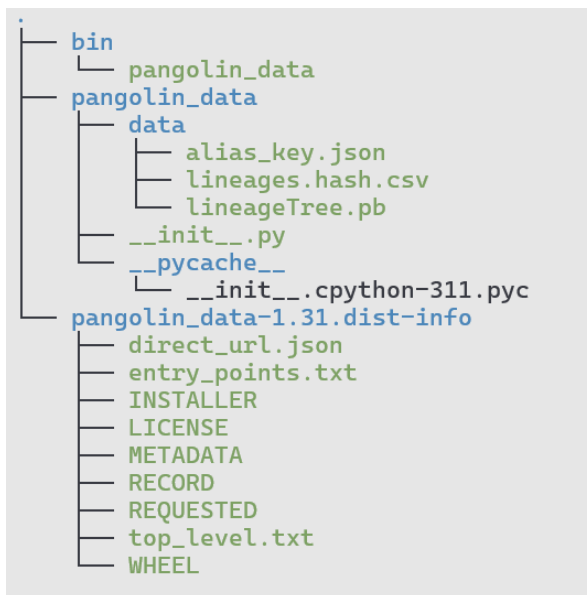 .
├── bin
│   └── pangolin_data
├── pangolin_data
│   ├── data
│   │   ├── alias_key.json
│   │   ├── lineages.hash.csv
│   │   └── lineageTree.pb
│   ├── __init__.py
│   └── __pycache__
│       └── __init__.cpython-311.pyc
└── pangolin_data-1.31.dist-info
    ├── direct_url.json
    ├── entry_points.txt
    ├── INSTALLER
    ├── LICENSE
    ├── METADATA
    ├── RECORD
    ├── REQUESTED
    ├── top_level.txt
    └── WHEEL